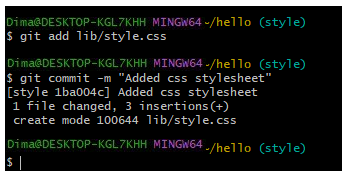 Dima@DESKTOP-KGL7KHH MINGW64 ~/hello (style)
$ git add lib/style.css
Dima@DESKTOP-KGL7KHH MINGW64 ~/hello (style)
$ git commit -m "Added css stylesheet"
[style 1ba004c] Added css stylesheet
1 file changed, 3 insertions(+)
create mode 100644 lib/style.css
Dima@DESKTOP-KGL7KHH MINGW64 ~/hello (style)
$